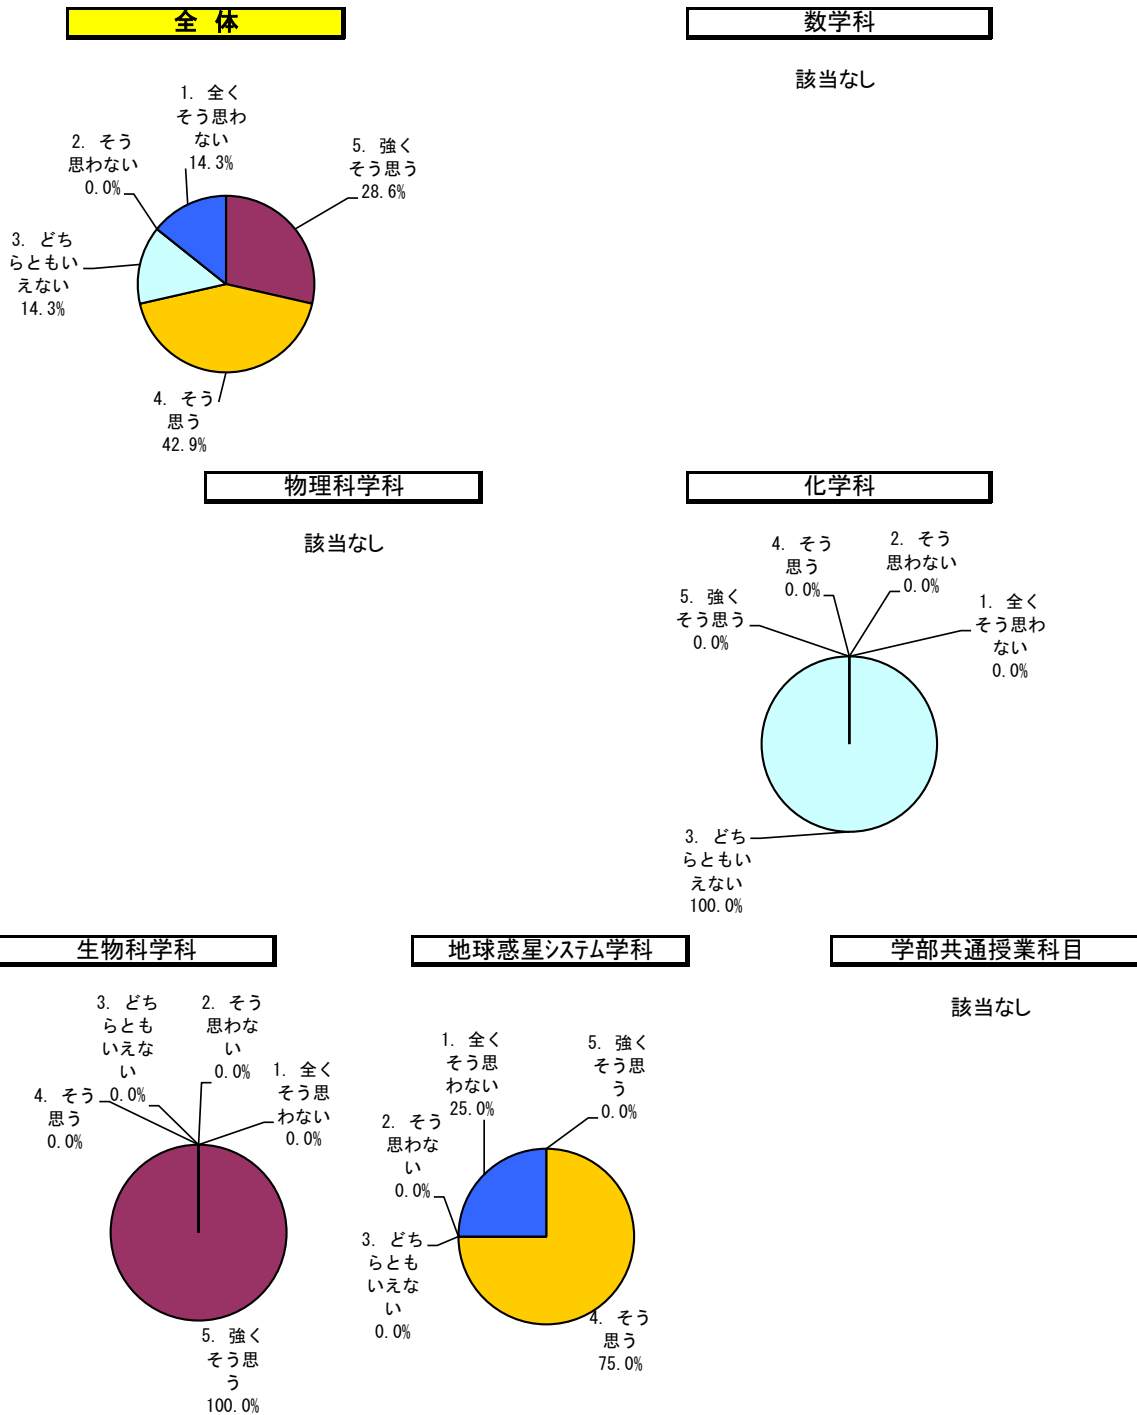 全 体
1. 全く
そう思わ
ない
14.3%
2. そう
思わない
0.0%
5. 強く
そう思う
28.6%
3. どち
らともい
えない
14.3%
4. そう
思う
42.9%
数学科
該当なし
物理科学科
該当なし
化学科
4. そう
思う
0.0%
2. そう
思わない
0.0%
5. 強く
そう思う
0.0%
1. 全く
そう思わ
ない
0.0%
3. どち
らともい
えない
100.0%
生物科学科
3. どち
らとも
いえな
い
0.0%
2. そう
思わな
い
0.0%
4. そう
思う
0.0%
1. 全く
そう思
わない
0.0%
5. 強く
そう思
う
100.0%
地球惑星システム学科
1. 全く
そう思
わない
25.0%
5. 強く
そう思
う
0.0%
2. そう
思わな
い
0.0%
3. どち
らとも
いえな
い
0.0%
4. そう
思う
75.0%
学部共通授業科目
該当なし